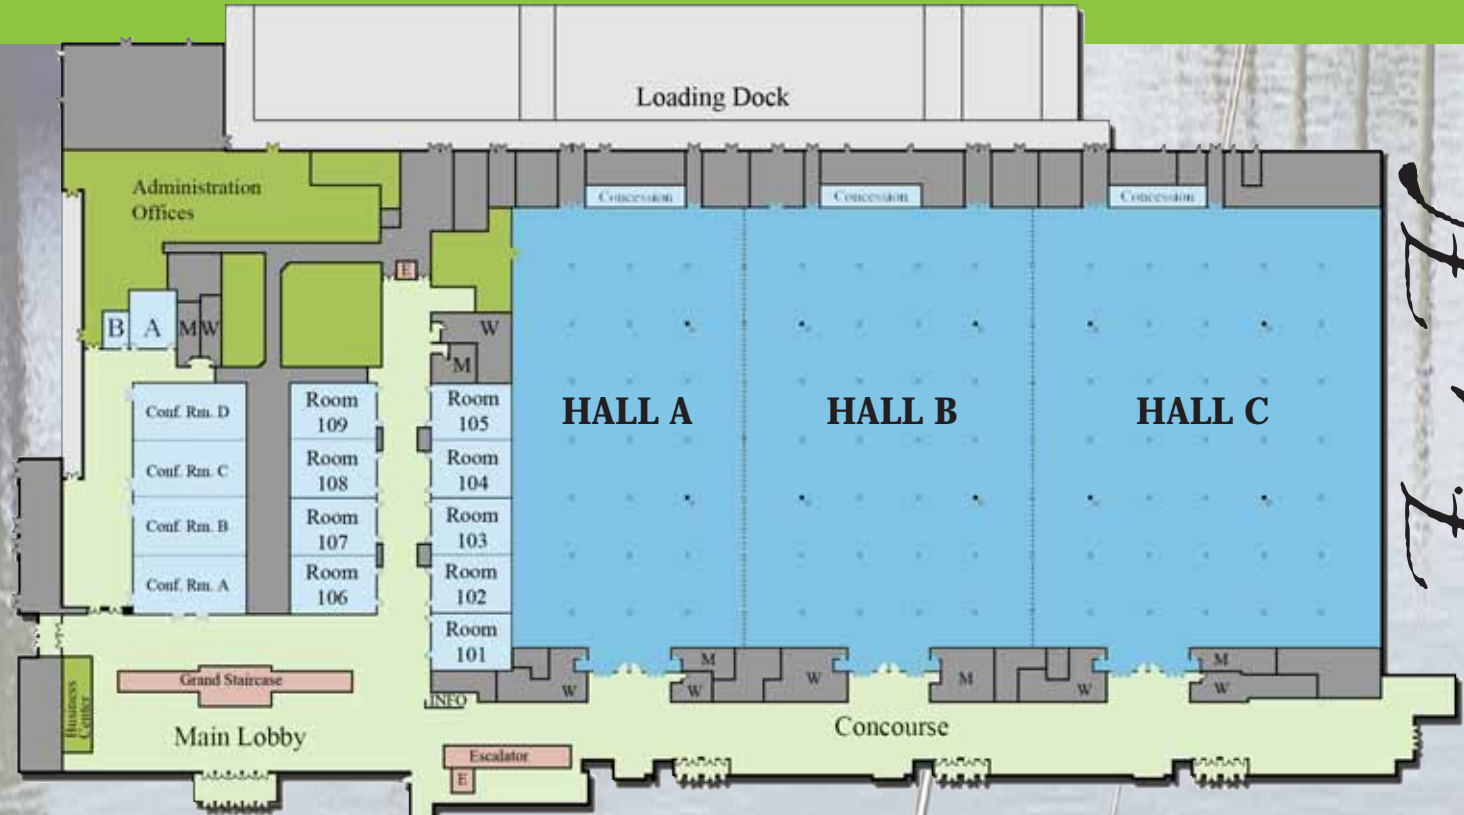 Loading Dock
Administration
Offices
Concession
Concession
Concession
E
B
A
M
W
W
M
HALL A
HALL B
HALL C
Conf. Rm. D
Room
109
Room
105
Conf. Rm. C
Room
108
Room
104
Conf. Rm. B
Room
107
Room
103
Conf. Rm. A
Room
106
Room
102
Room
101
M
W
W
M
W
M
W
Grand Staircase
INFO
Business
Center
Main Lobby
Concourse
Escalator
E